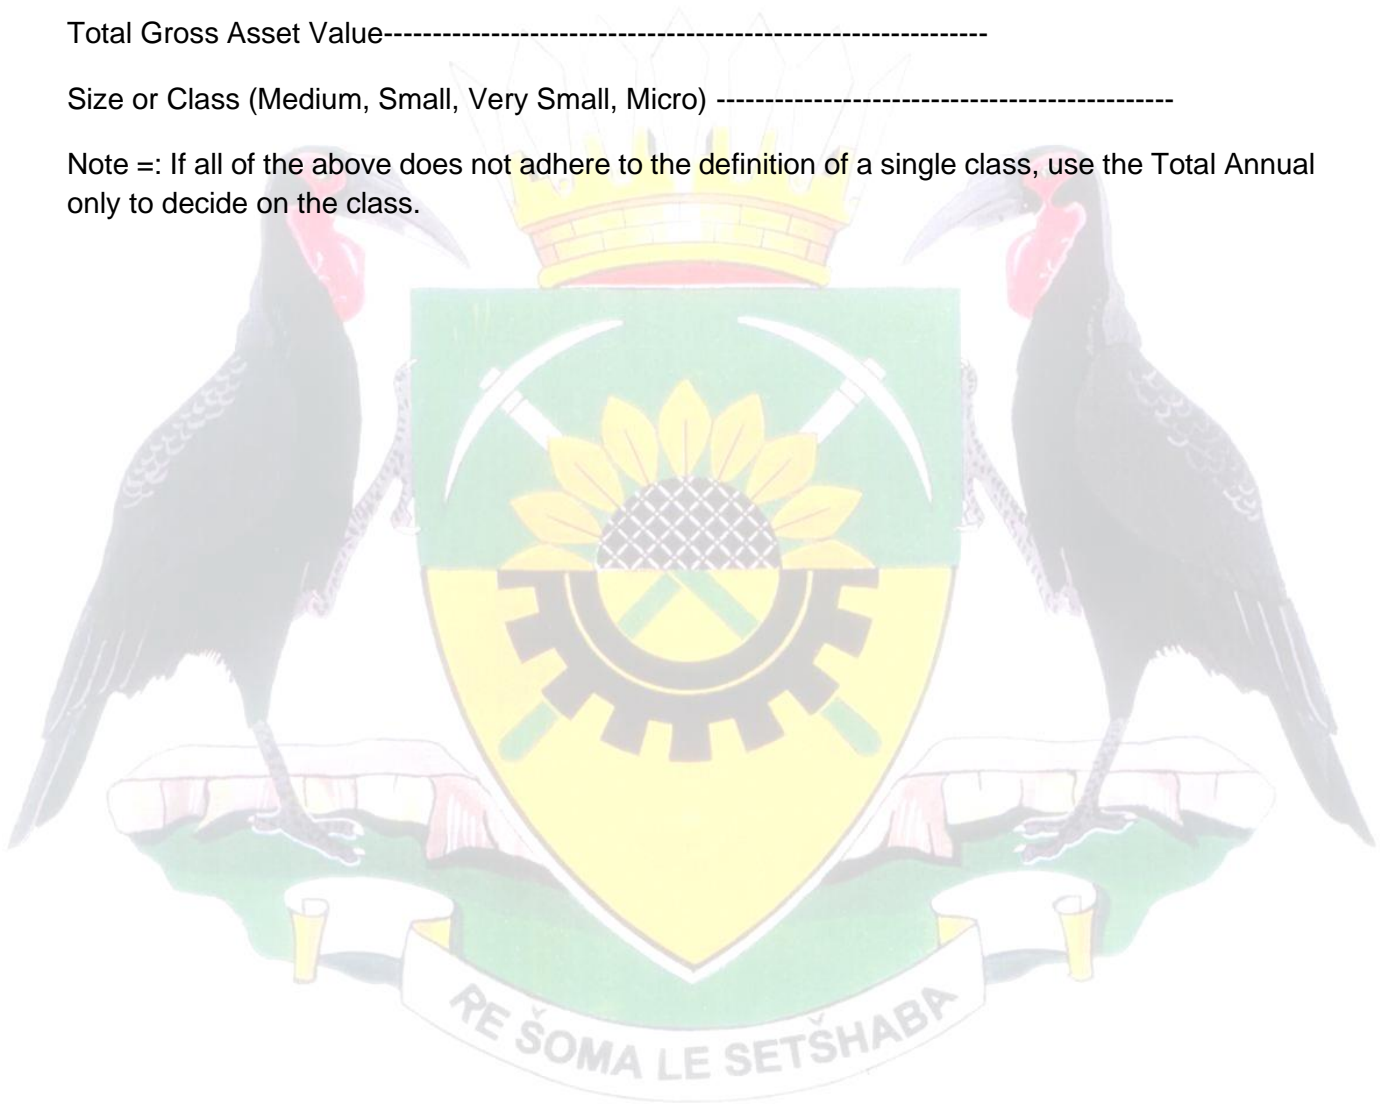 Total Gross Asset Value--------------------------------------------------------------
Size or Class (Medium, Small, Very Small, Micro) -----------------------------------------------
Note =: If all of the above does not adhere to the definition of a single class, use the Total Annual
only to decide on the class.
RE ŠOMA LE SETŠHABA